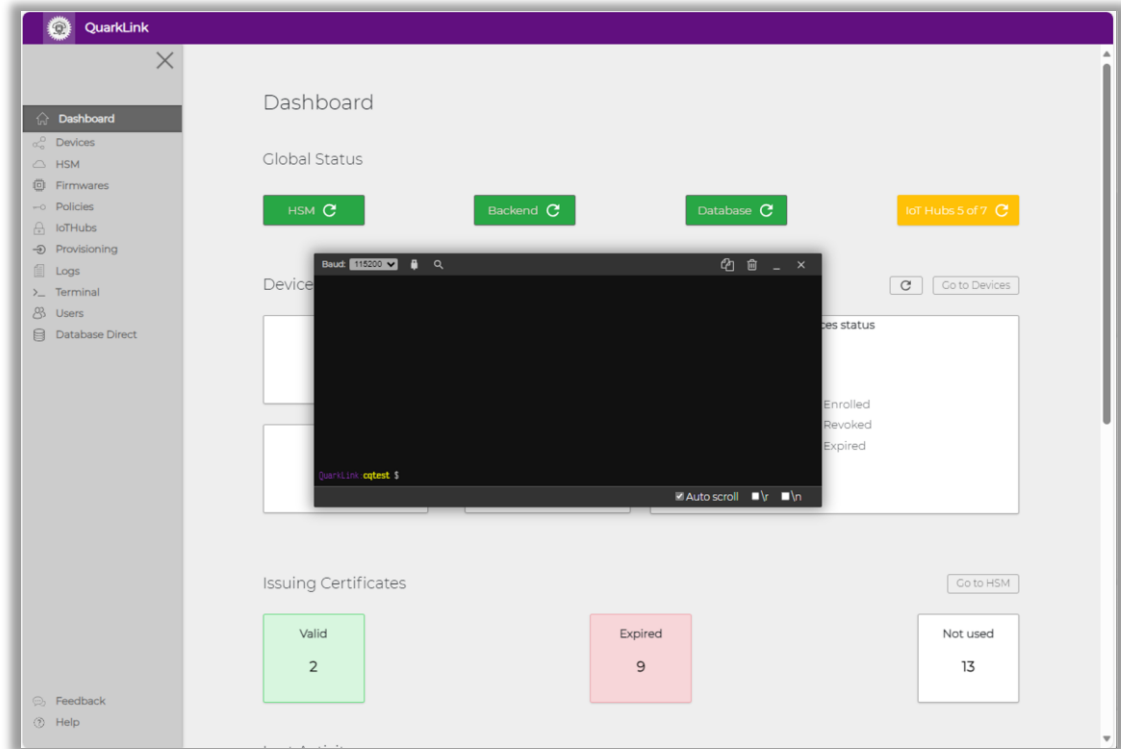 QuarkLink
Dashboard
Devices
HSM
Firmwares
Policies
IoTHubs
Provisioning
Logs
Terminal
Users
Database Direct
Feedback
Help
Dashboard
Global Status
HSM
Backend
Database
IoT Hubs 5 of 7
Device
Go to Devices
Baud: 115200
QuarkLink:cqtest $
Auto scroll \r \n
ces status
Enrolled
Revoked
Expired
Issuing Certificates
Go to HSM
Valid
2
Expired
9
Not used
13